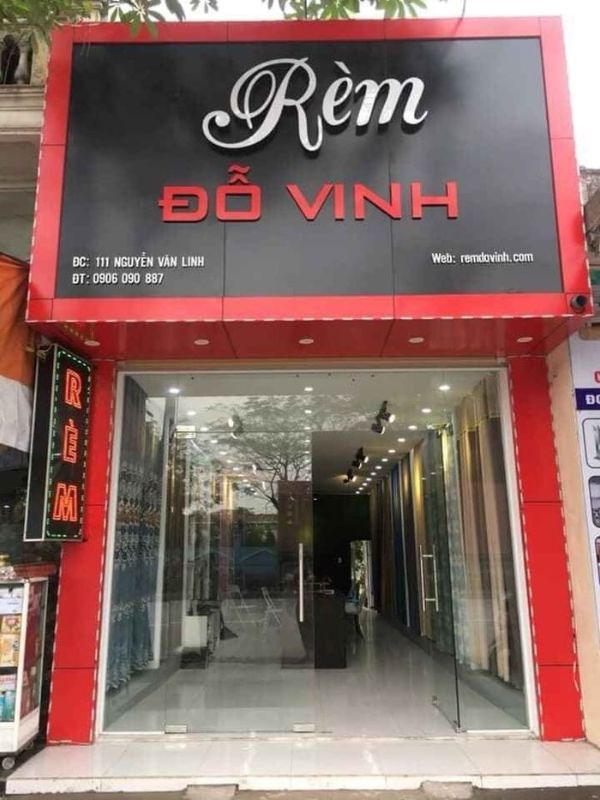 Rèm
ĐỖ VINH
ĐC: 111 NGUYỄN VĂN LINH
ĐT: 0906 090 887
Web: remdovinh.com
RÈM